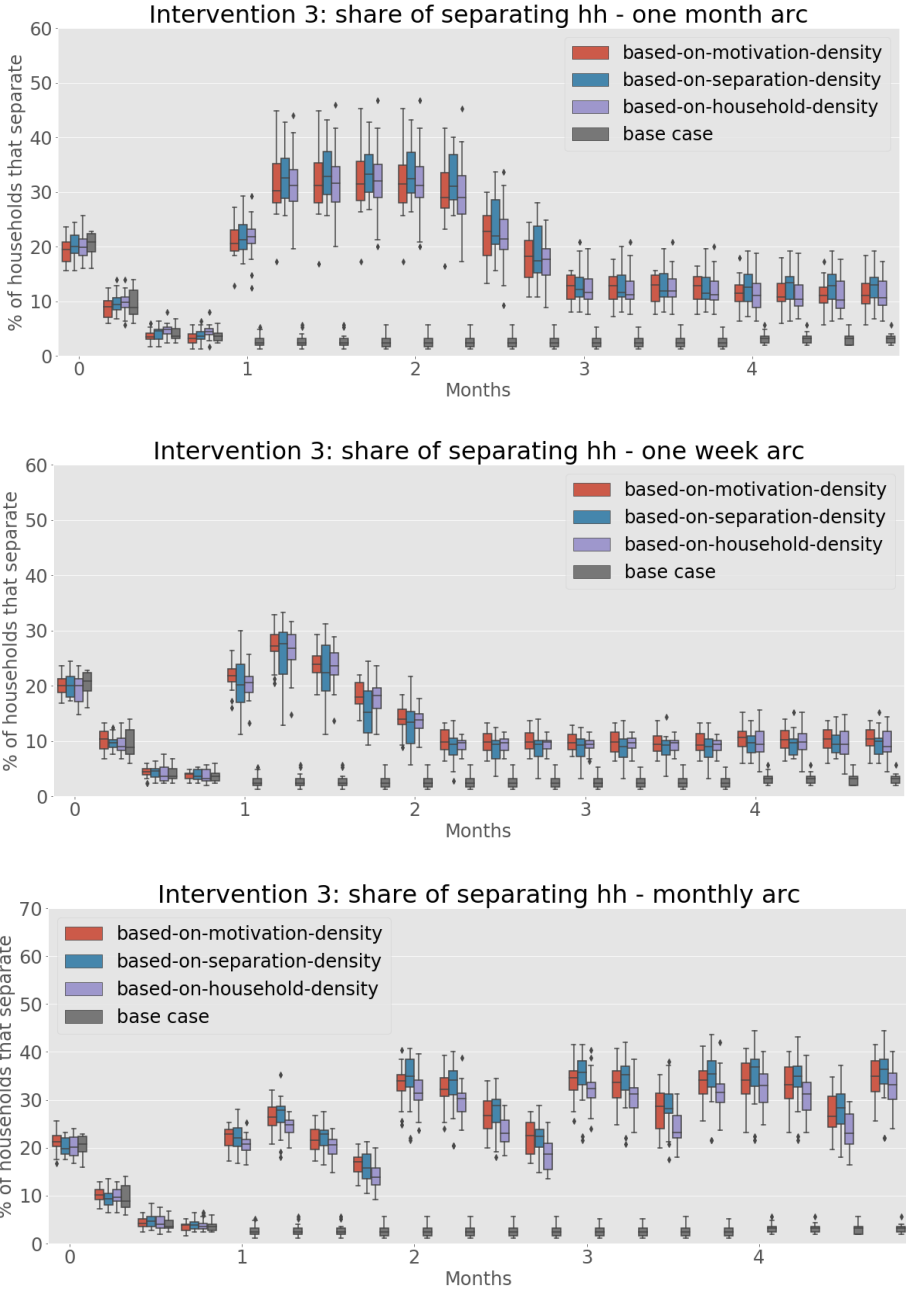 Intervention 3: share of separating hh - one month arc
60
50
40
30
20
10
0
% of households that separate
based-on-motivation-density
based-on-separation-density
based-on-household-density
base case
0 1 2 3 4
Months
Intervention 3: share of separating hh - one week arc
60
50
40
30
20
10
0
% of households that separate
based-on-motivation-density
based-on-separation-density
based-on-household-density
base case
0 1 2 3 4
Months
Intervention 3: share of separating hh - monthly arc
70
60
50
40
30
20
10
0
% of households that separate
based-on-motivation-density
based-on-separation-density
based-on-household-density
base case
0 1 2 3 4
Months